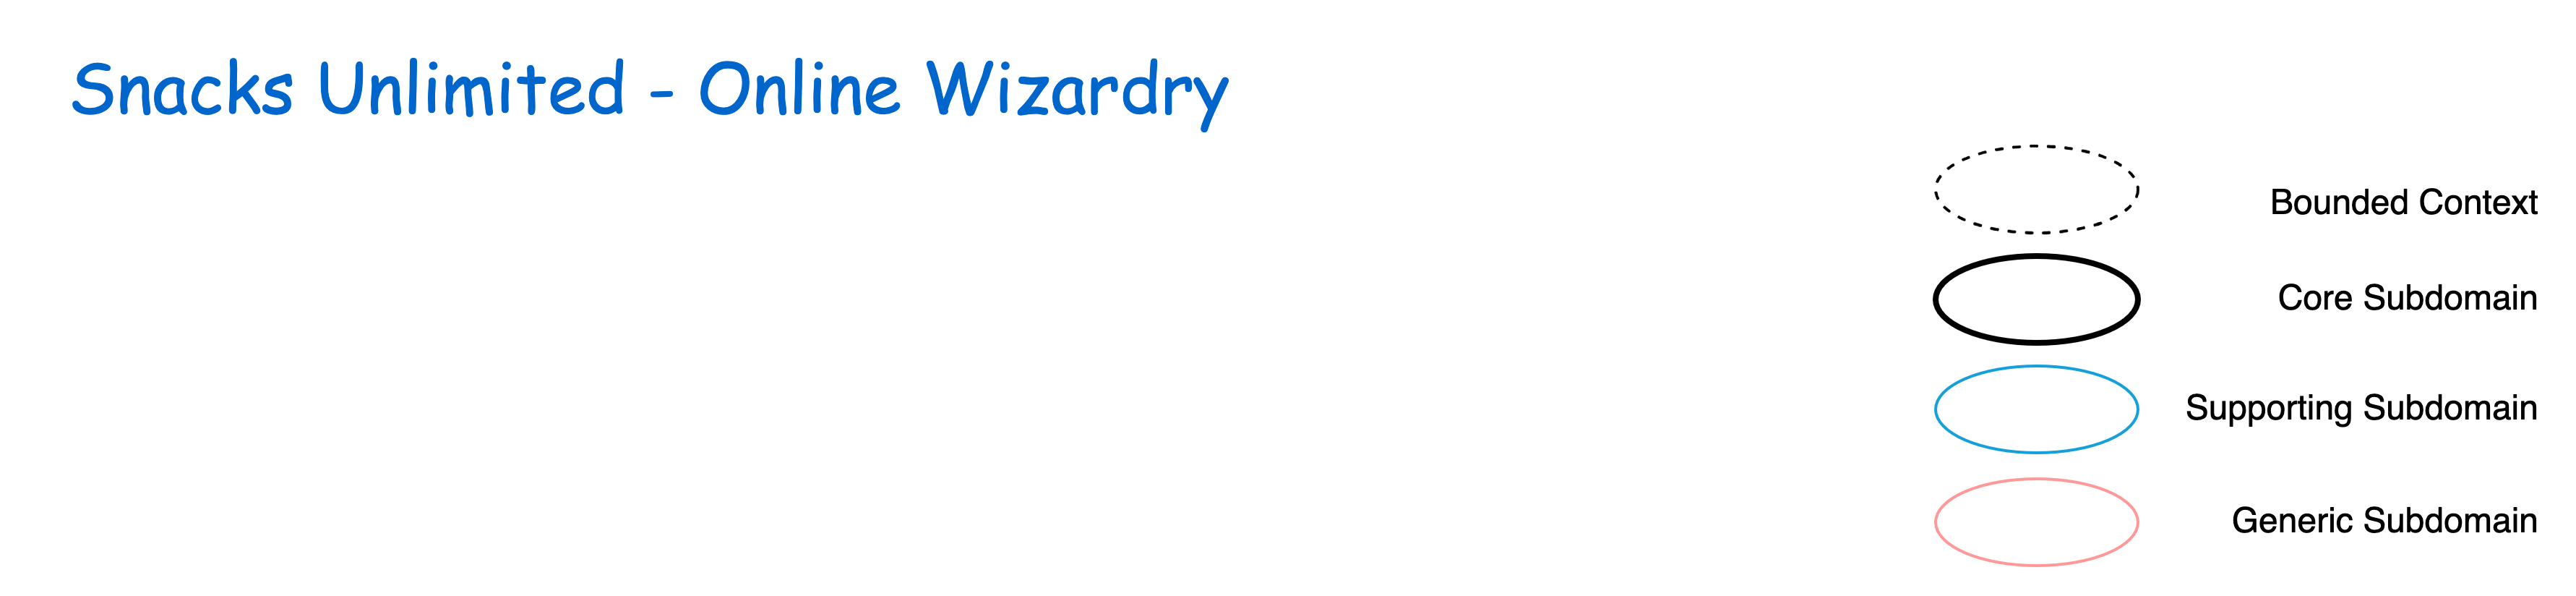 Snacks Unlimited - Online Wizardry
Bounded Context
Core Subdomain
Supporting Subdomain
Generic Subdomain